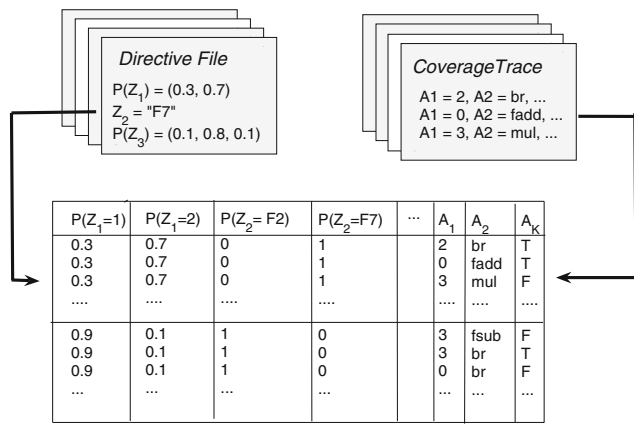 Directive File
P(Z1) = (0.3, 0.7)
Z2 = "F7"
P(Z3) = (0.1, 0.8, 0.1)
CoverageTrace
A1 = 2, A2 = br, ...
A1 = 0, A2 = fadd, ...
A1 = 3, A2 = mul, ...
P(Z1=1) P(Z1=2) P(Z2= F2) P(Z2=F7) ... A1 A2 AK
0.3 0.7 0 1 2 br T
0.3 0.7 0 1 0 fadd T
0.3 0.7 0 1 3 mul F
.... .... .... .... .... .... ....
0.9 0.1 1 0 3 fsub F
0.9 0.1 1 0 3 br T
0.9 0.1 1 0 0 br F
... ... ... ... ... ... ...